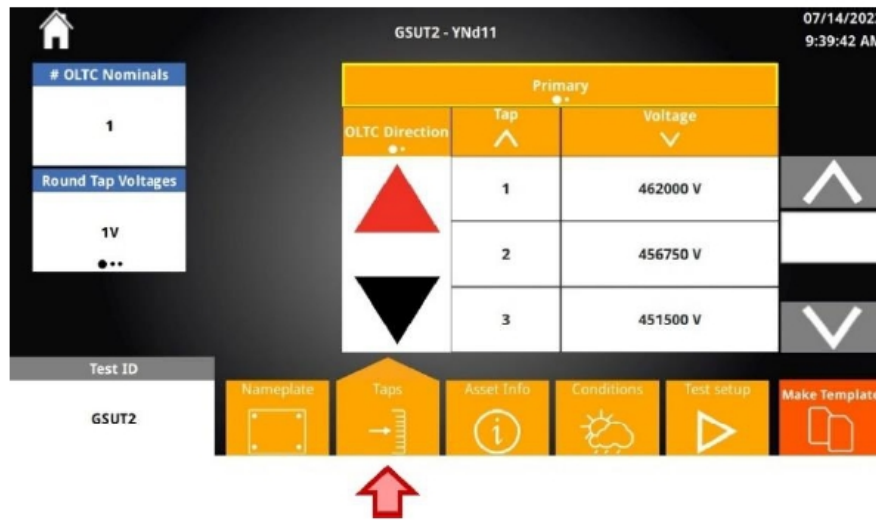 GSUT2 - YNd11
07/14/202
9:39:42 AM
# OLTC Nominals
1
Round Tap Voltages
1V
Primary
OLTC Direction
Tap
Voltage
1
462000 V
2
456750 V
3
451500 V
Test ID
GSUT2
Nameplate
Taps
Asset Info
Conditions
Test setup
Make Template